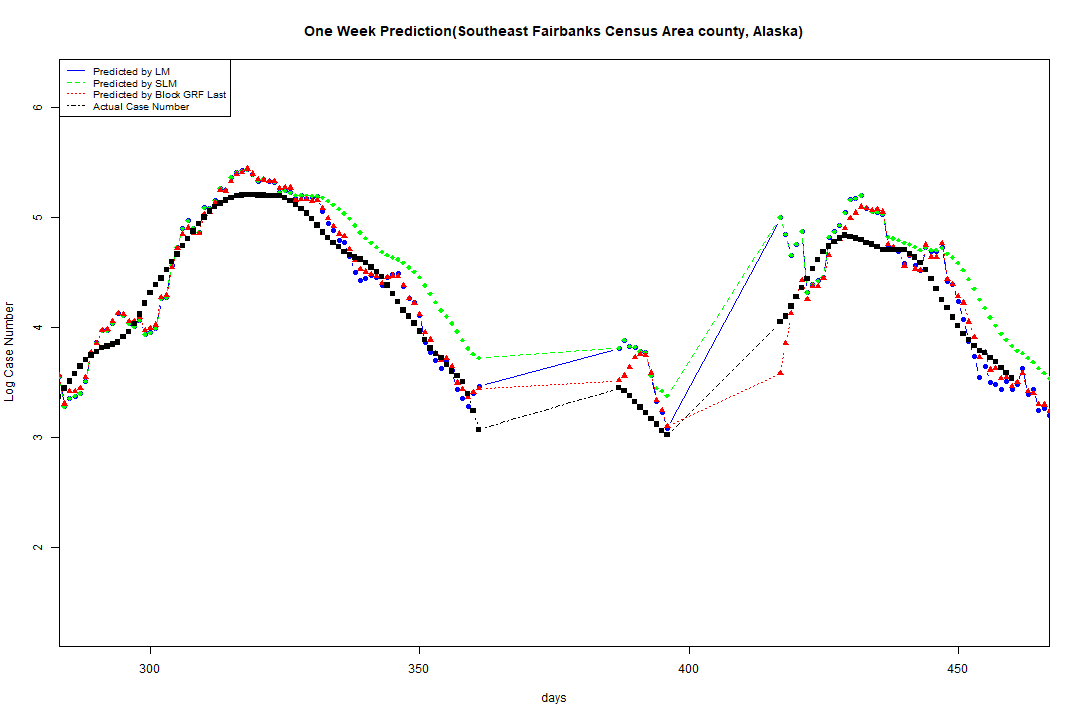 One Week Prediction(Southeast Fairbanks Census Area county, Alaska)
Predicted by LM
Predicted by SLM
Predicted by Block GRF Last
Actual Case Number
6
5
4
3
2
Log Case Number
300
350
400
450
days